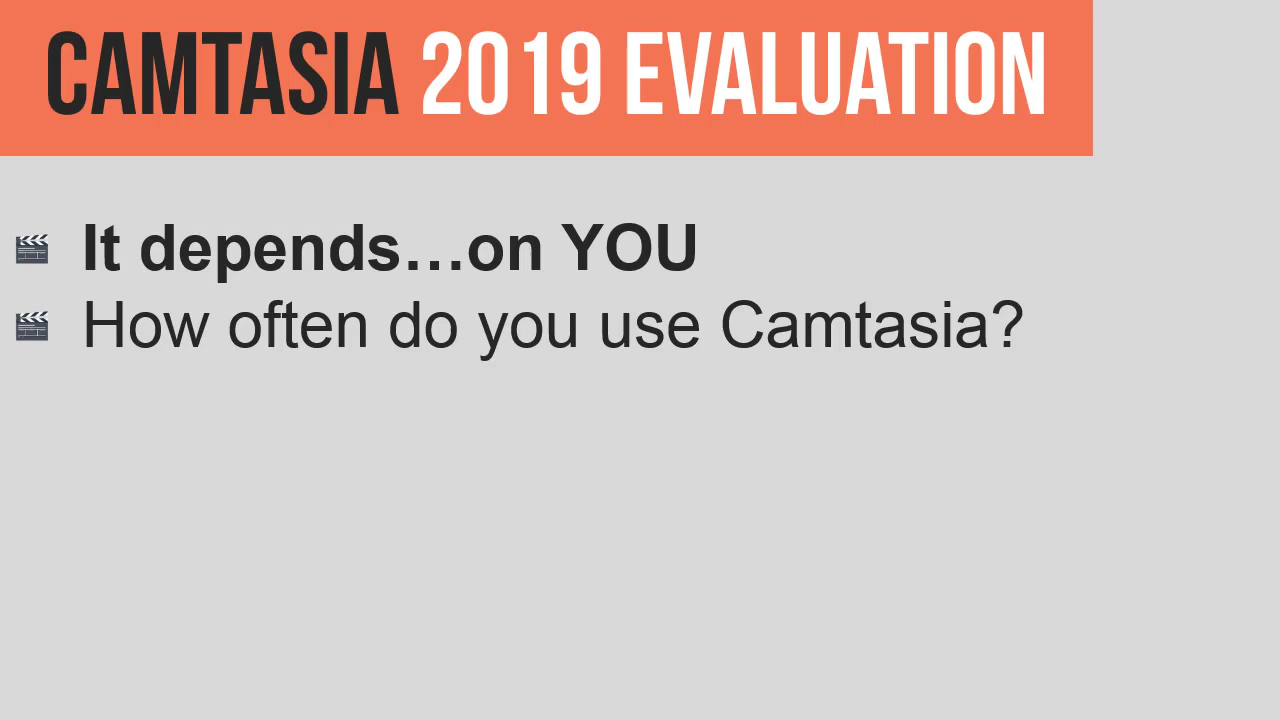 CAMTASIA 2019 EVALUATION
It depends...on YOU
How often do you use Camtasia?